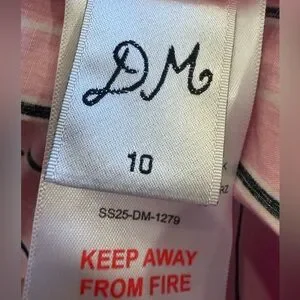 DM
10
SS25-DM-1279
KEEP AWAY
FROM FIRE